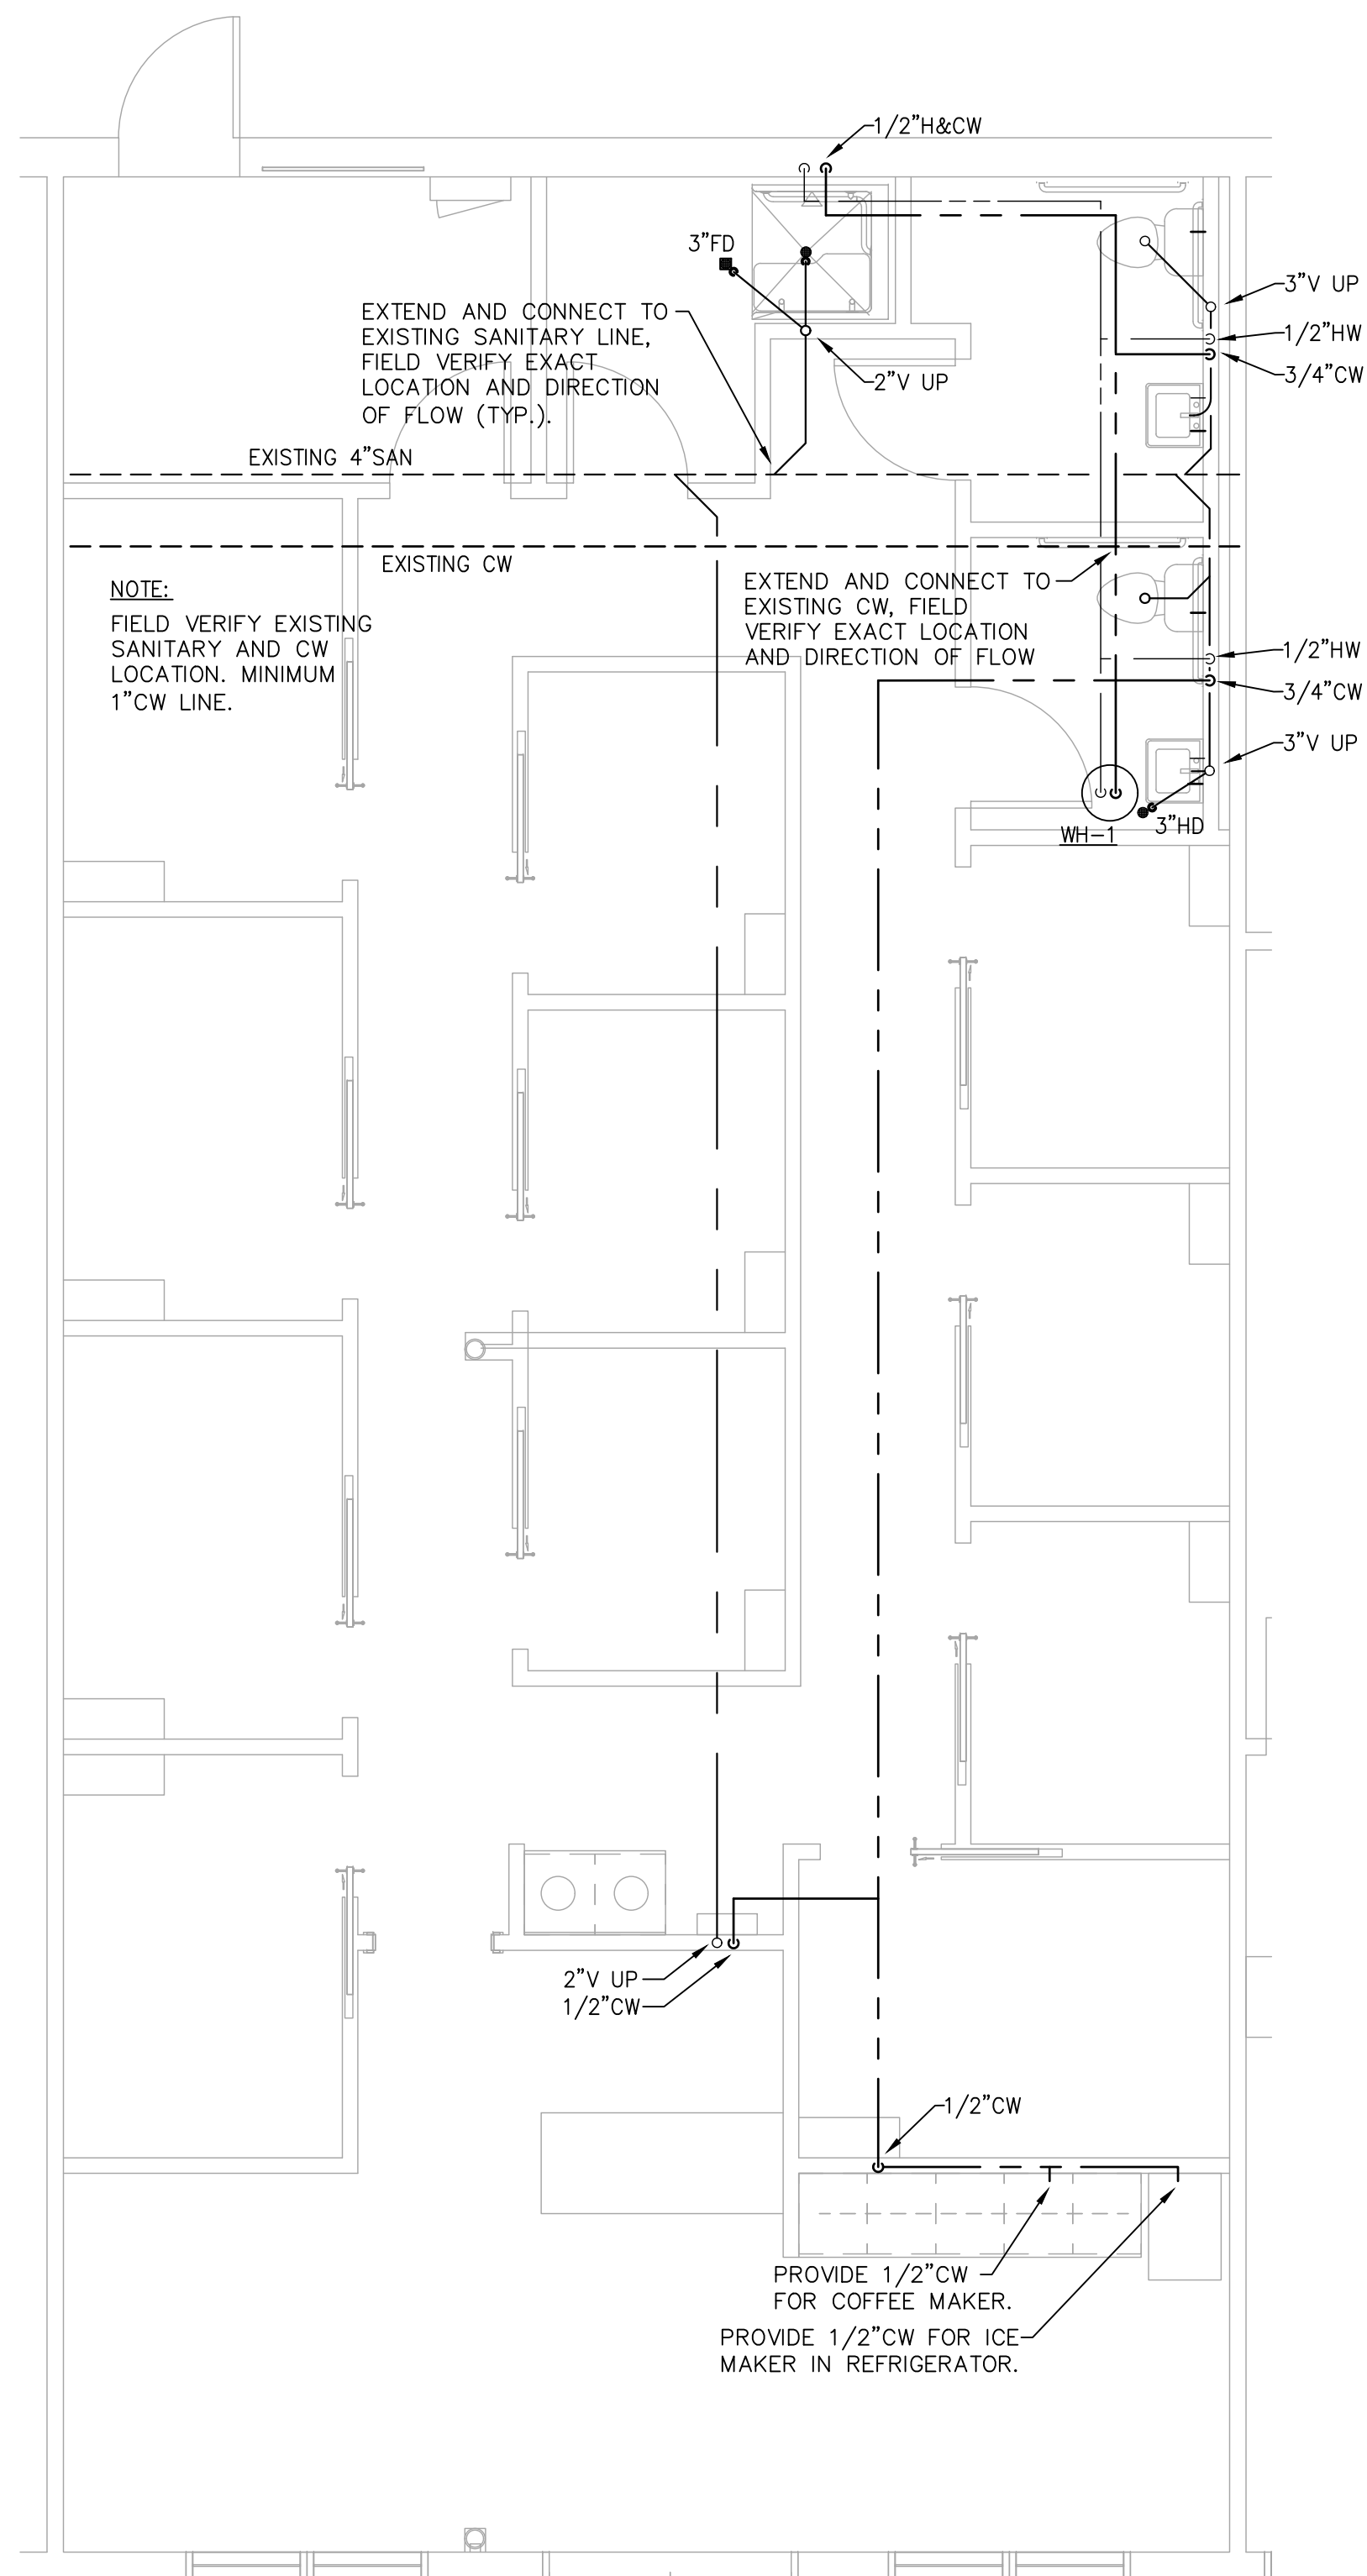 1/2"H&CW
3"FD
EXTEND AND CONNECT TO
EXISTING SANITARY LINE,
FIELD VERIFY EXACT
LOCATION AND DIRECTION
OF FLOW (TYP.).
2"V UP
3"V UP
1/2"HW
3/4"CW
EXISTING 4"SAN
EXISTING CW
NOTE:
FIELD VERIFY EXISTING
SANITARY AND CW
LOCATION. MINIMUM
1"CW LINE.
EXTEND AND CONNECT TO
EXISTING CW, FIELD
VERIFY EXACT LOCATION
AND DIRECTION OF FLOW
1/2"HW
3/4"CW
3"V UP
3"HD
WH-1
2"V UP
1/2"CW
1/2"CW
PROVIDE 1/2"CW
FOR COFFEE MAKER.
PROVIDE 1/2"CW FOR ICE
MAKER IN REFRIGERATOR.